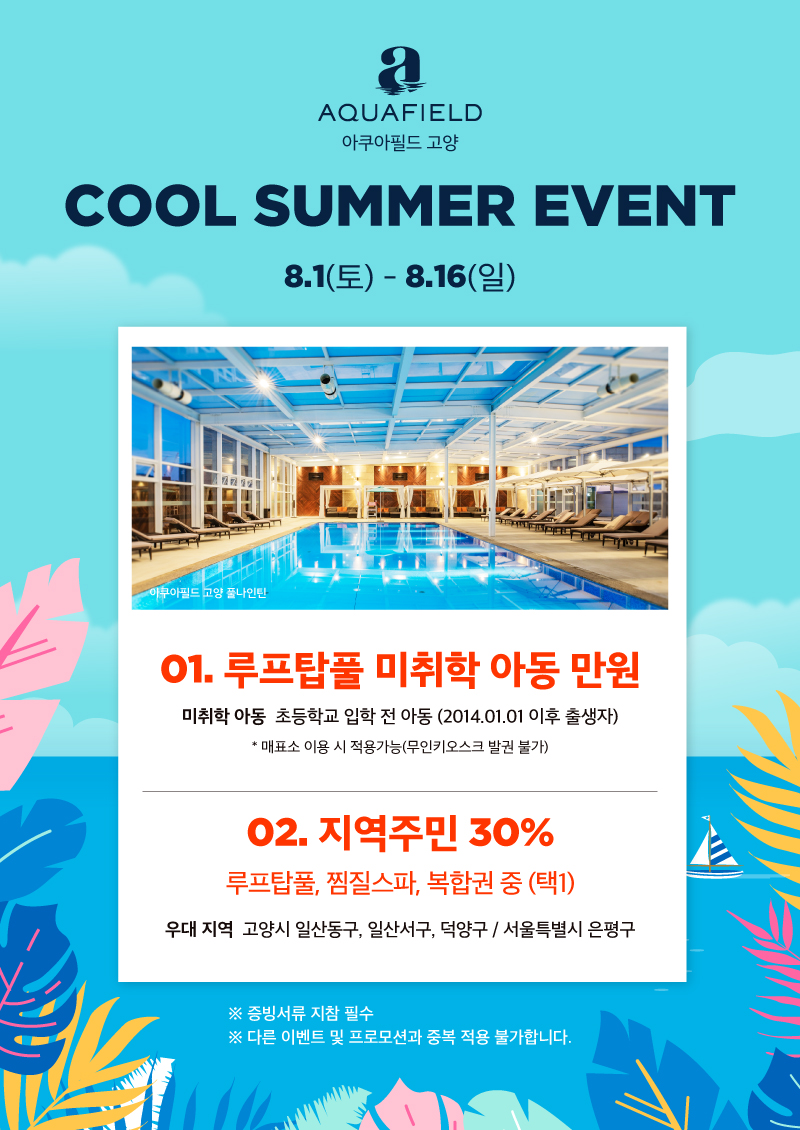 a
AQUAFIELD
아쿠아필드 고양
COOL SUMMER EVENT
8.1(토) - 8.16(일)
아쿠아필드 고양 풀나인틴
01. 루프탑풀 미취학 아동 만원
미취학 아동 초등학교 입학 전 아동 (2014.01.01 이후 출생자)
* 매표소 이용 시 적용가능(무인키오스크 발권 불가)
02. 지역주민 30%
루프탑풀, 찜질스파, 복합권 중 (택1)
우대 지역 고양시 일산동구, 일산서구, 덕양구 / 서울특별시 은평구
※ 증빙서류 지참 필수
※ 다른 이벤트 및 프로모션과 중복 적용 불가합니다.